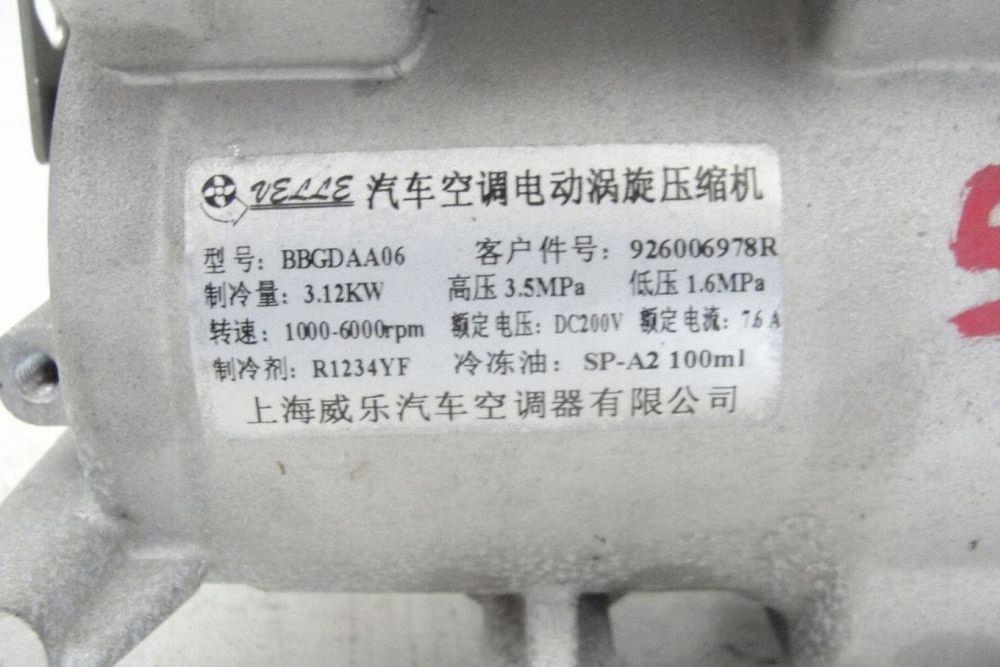 VELLE 汽车空调电动涡旋压缩机
型号：BBGDAA06 客户件号：926006978R
制冷量：3.12KW 高压 3.5MPa 低压 1.6MPa
转速：1000-6000rpm 额定电压：DC200V 额定电流：7.6 A
制冷剂：R1234YF 冷冻油：SP-A2 100ml
上海威乐汽车空调器有限公司